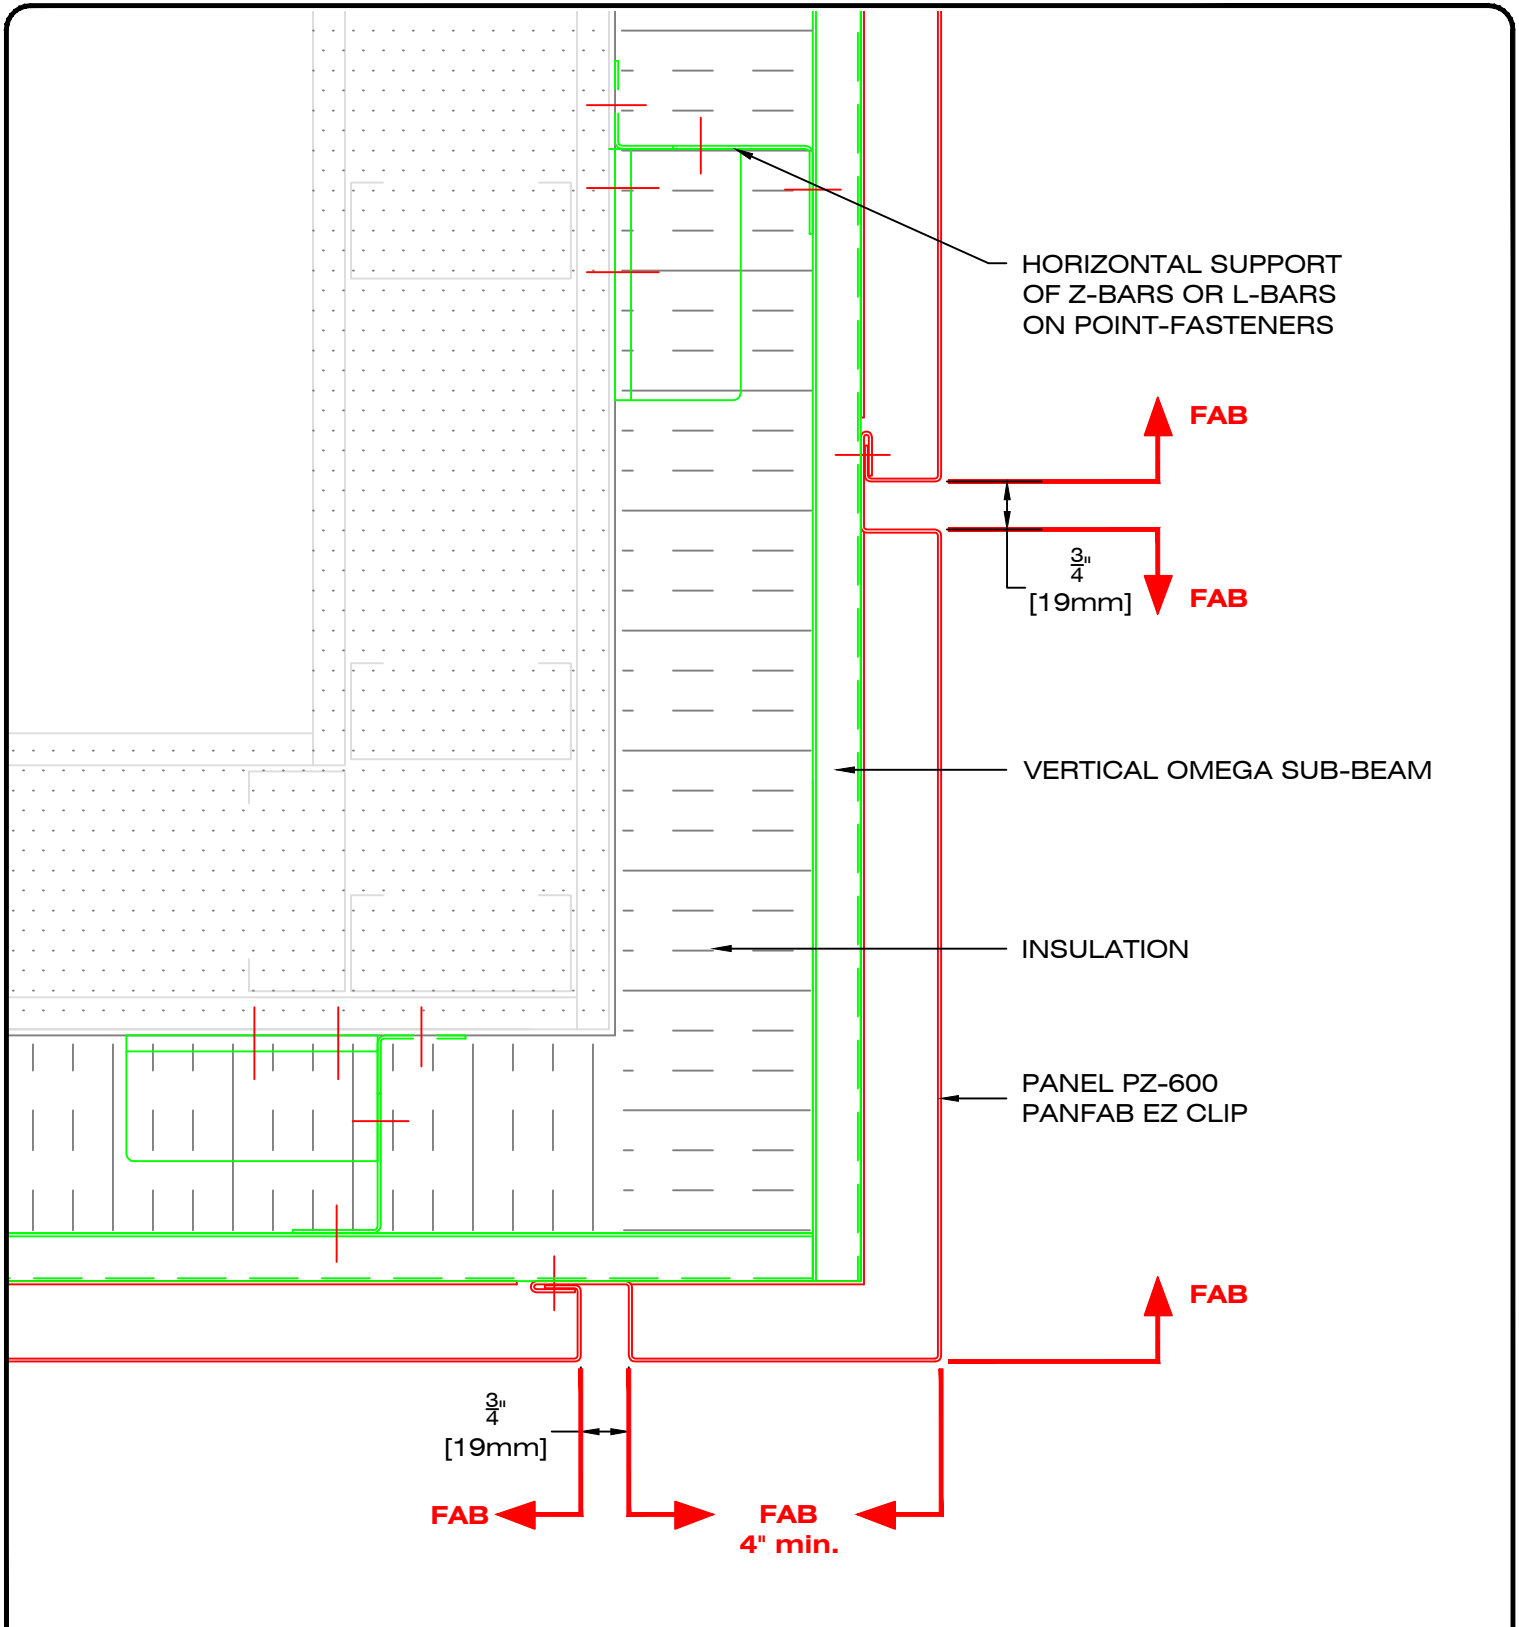 HORIZONTAL SUPPORT
OF Z-BARS OR L-BARS
ON POINT-FASTENERS
FAB
3/4"
[19mm]
FAB
VERTICAL OMEGA SUB-BEAM
INSULATION
PANEL PZ-600
PANFAB EZ CLIP
FAB
3/4"
[19mm]
FAB
FAB
4" min.